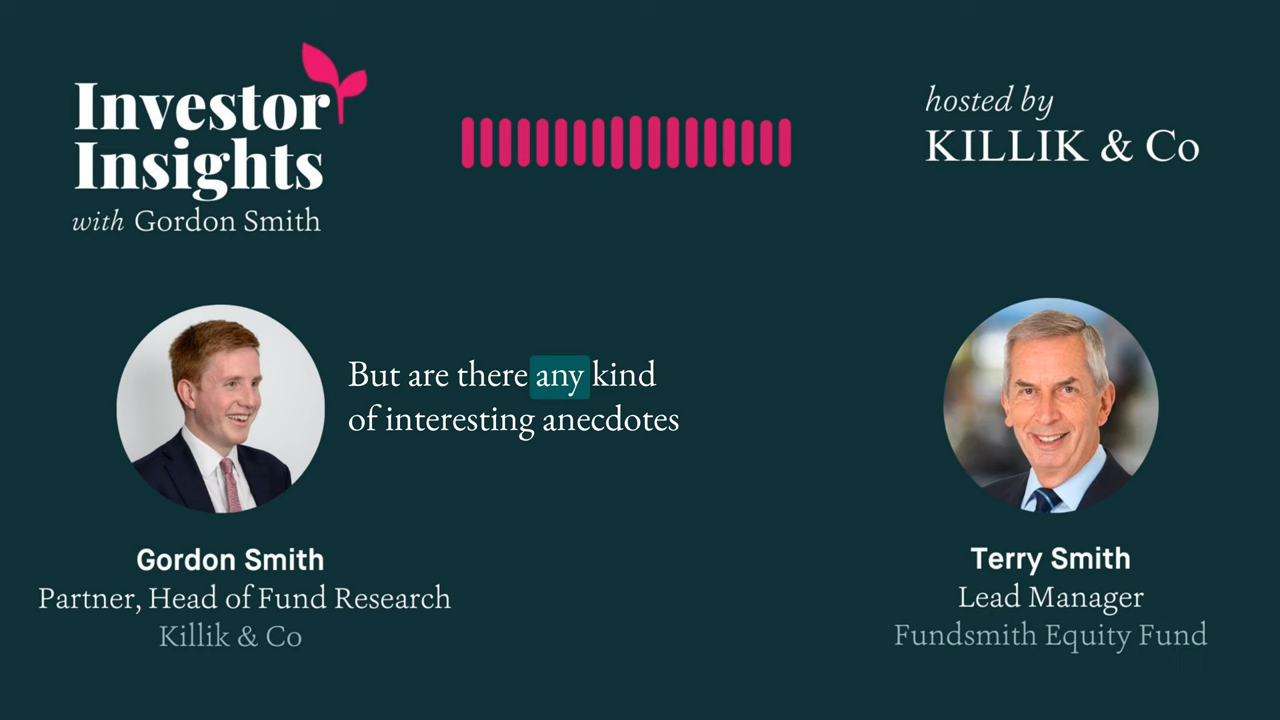 Investor
Insights
with Gordon Smith
hosted by
KILLIK & Co
But are there any kind
of interesting anecdotes
Gordon Smith
Partner, Head of Fund Research
Killik & Co
Terry Smith
Lead Manager
Fundsmith Equity Fund